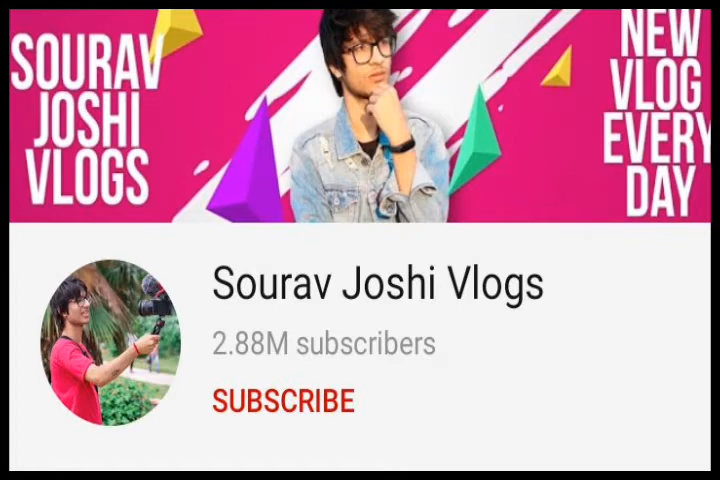 SOURAV
JOSHI
VLOGS
NEW
VLOG
EVERY
DAY
Sourav Joshi Vlogs
2.88M subscribers
SUBSCRIBE